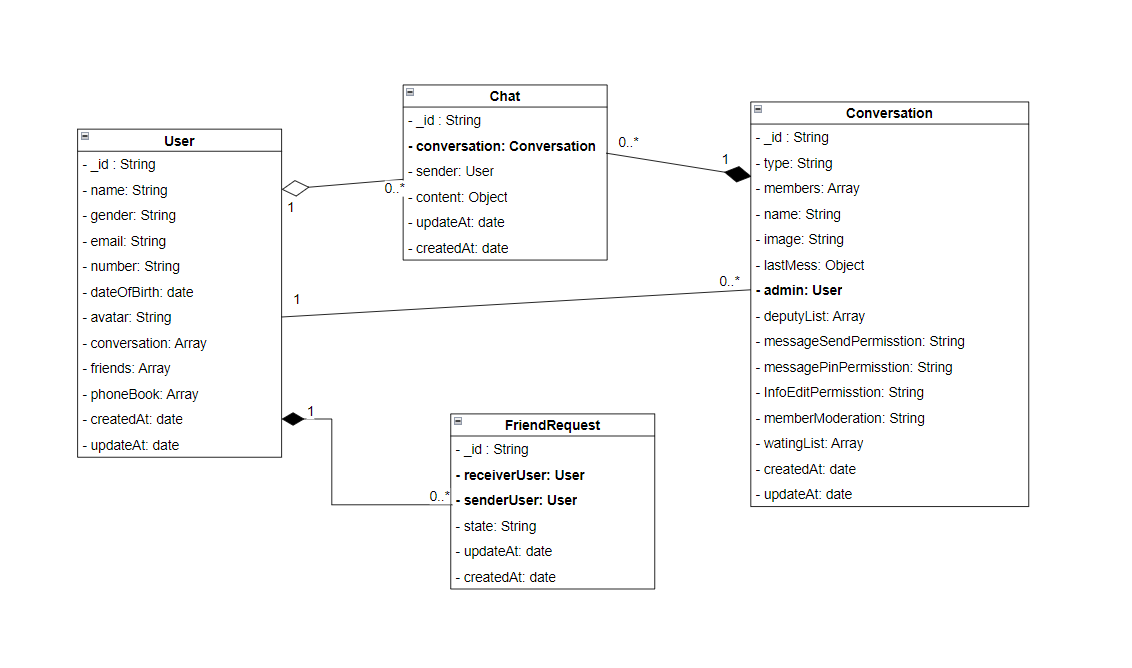 User
- _id : String
- name: String
- gender: String
- email: String
- number: String
- dateOfBirth: date
- avatar: String
- conversation: Array
- friends: Array
- phoneBook: Array
- createdAt: date
- updateAt: date
1
0..*
Chat
- _id : String
- conversation: Conversation
- sender: User
- content: Object
- updateAt: date
- createdAt: date
0..*
1
Conversation
- _id : String
- type: String
- members: Array
- name: String
- image: String
- lastMess: Object
- admin: User
- deputyList: Array
- messageSendPermisstion: String
- messagePinPermisstion: String
- InfoEditPermisstion: String
- memberModeration: String
- watingList: Array
- createdAt: date
- updateAt: date
1
0..*
1
0..*
FriendRequest
- _id : String
- receiverUser: User
- senderUser: User
- state: String
- updateAt: date
- createdAt: date